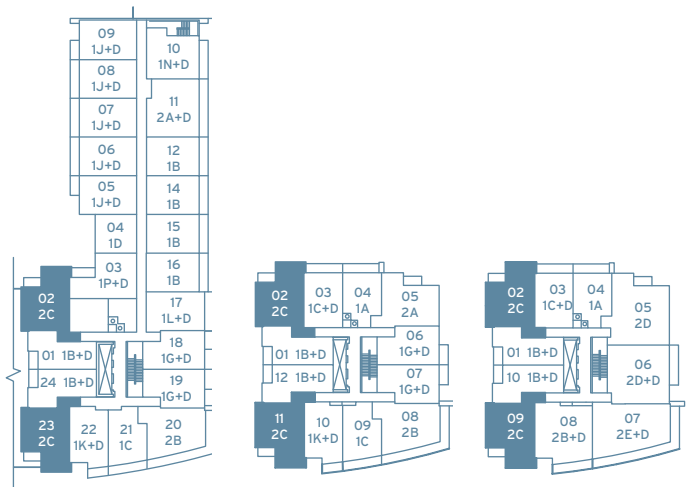 09
1J+D
08
1J+D
07
1J+D
06
1J+D
05
1J+D
04
1D
03
1P+D
02
2C
01 1B+D
24 1B+D
23
2C
22
1K+D
21
1C
20
2B
19
1G+D
18
1G+D
17
1L+D
16
1B
15
1B
14
1B
12
1B
11
2A+D
10
1N+D
02
2C
03
1C+D
04
1A
05
2A
06
1G+D
07
1G+D
01 1B+D
12 1B+D
11
2C
10
1K+D
09
1C
08
2B
02
2C
03
1C+D
04
1A
05
2D
06
2D+D
01 1B+D
10 1B+D
09
2C
08
2B+D
07
2E+D